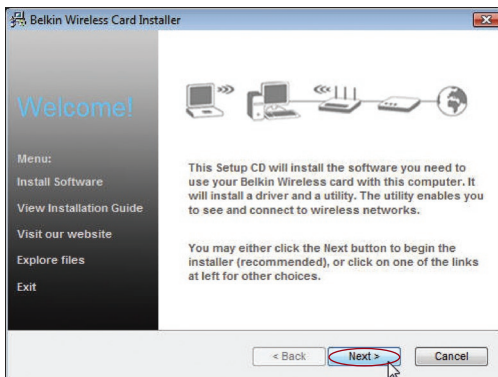 Belkin Wireless Card Installer
Welcome!
Menu:
Install Software
View Installation Guide
Visit our website
Explore files
Exit
This Setup CD will install the software you need to
use your Belkin Wireless card with this computer. It
will install a driver and a utility. The utility enables you
to see and connect to wireless networks.
You may either click the Next button to begin the
installer (recommended), or click on one of the links
at left for other choices.
< Back
Next >
Cancel